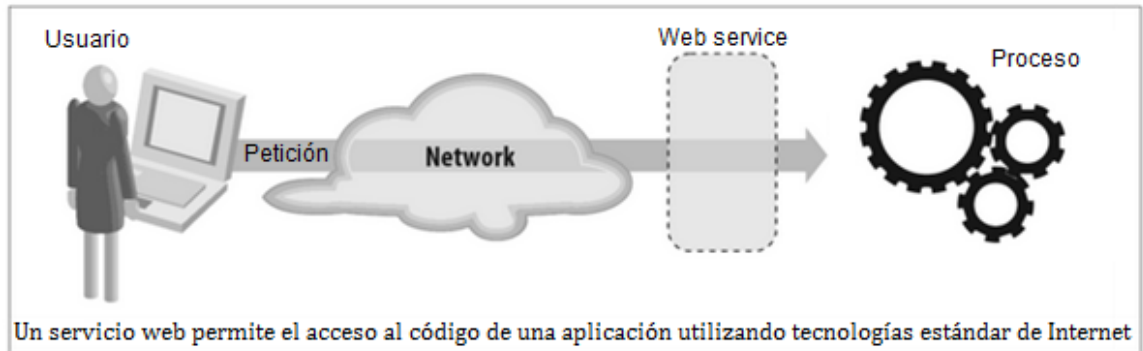 Usuario
Web service
Proceso
Petición
Network
Un servicio web permite el acceso al código de una aplicación utilizando tecnologías estándar de Internet